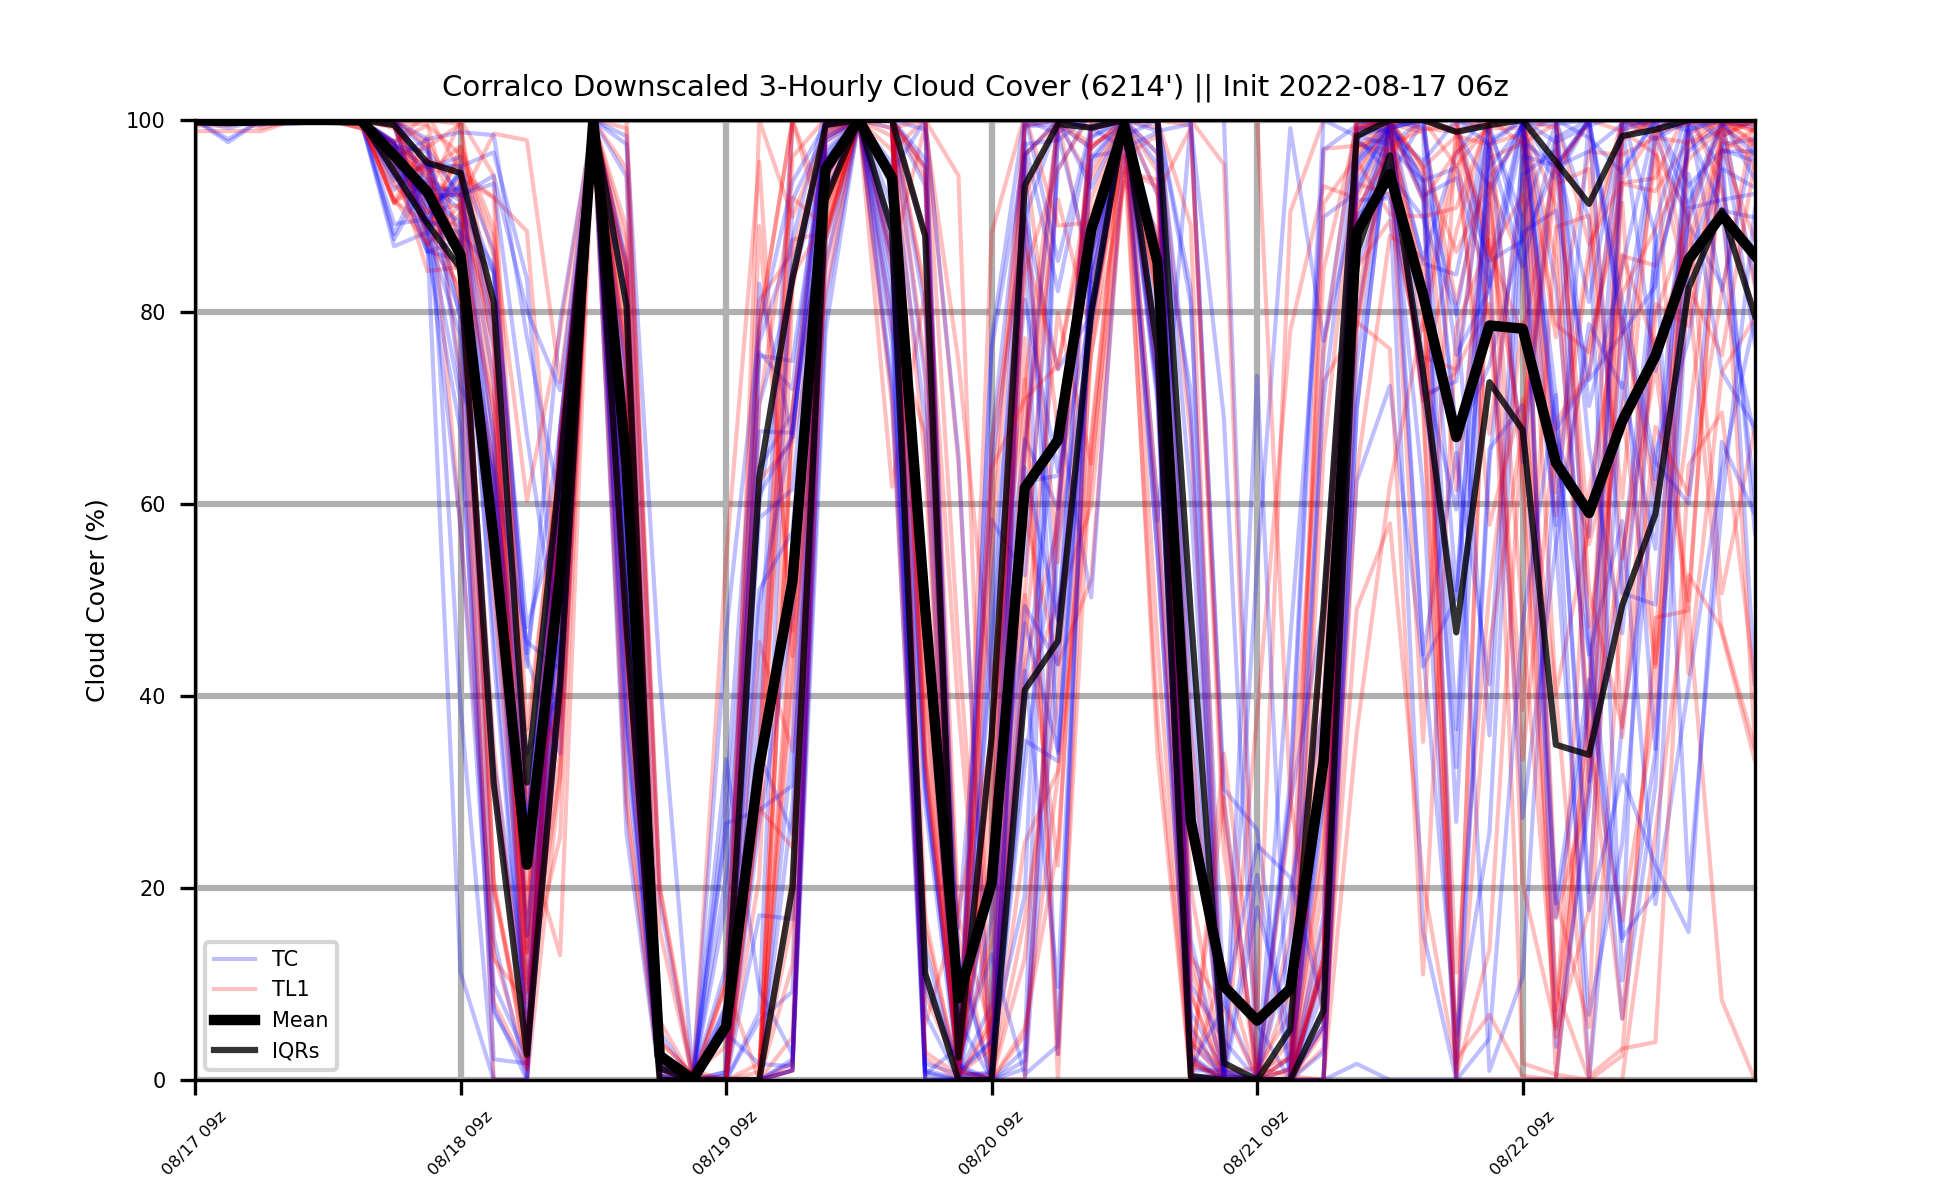 Corralco Downscaled 3-Hourly Cloud Cover (6214') || Init 2022-08-17 06z
Cloud Cover (%)
100
80
60
40
20
0
TC
TL1
Mean
IQRs
08/17 09z
08/18 09z
08/19 09z
08/20 09z
08/21 09z
08/22 09z